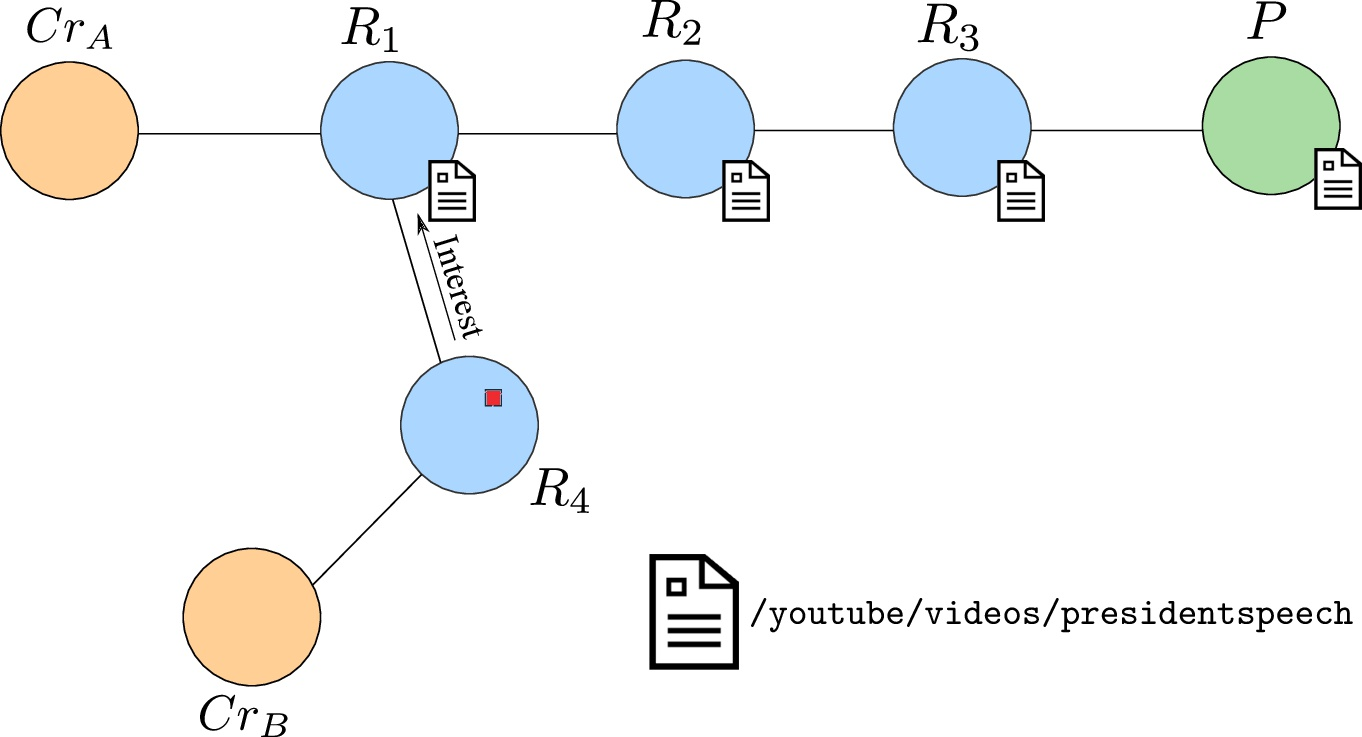 Cr_A
R_1
R_2
R_3
P
Interest
R_4
/youtube/videos/presidentspeech
Cr_B